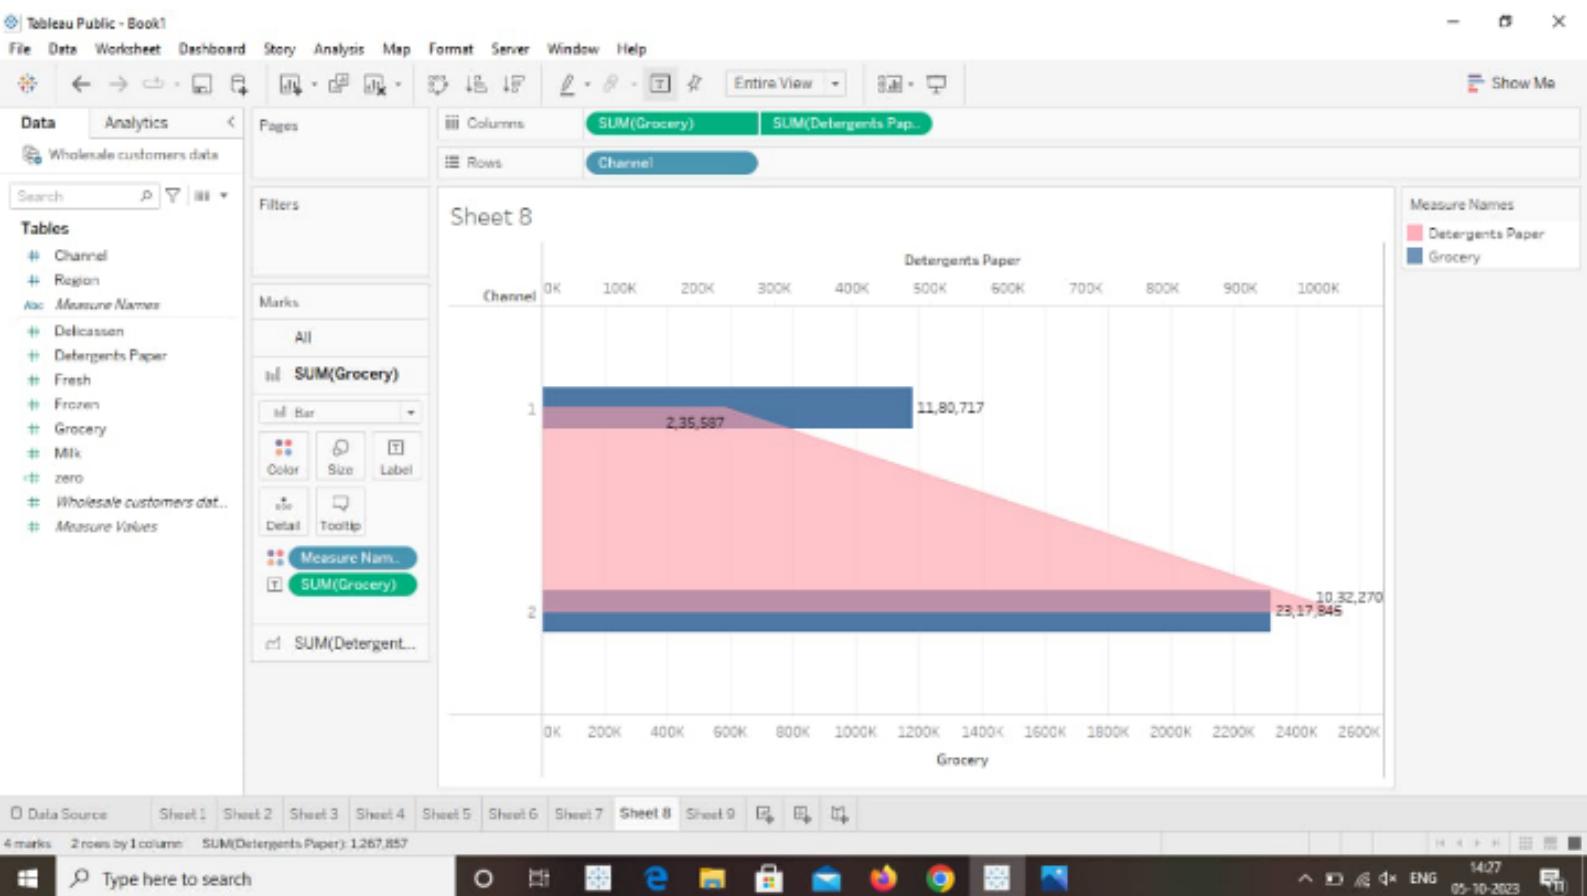 Tableau Public - Book1
File Data Worksheet Dashboard Story Analysis Map Format Server Window Help
Entire View
Show Me
Data Analytics
Pages
Columns SUM(Grocery) SUM(Detergents Pap..
Wholesale customers data
Rows Channel
Search
Filters
Tables
Channel
Region
Abc Measure Names
Delicassen
Detergents Paper
Fresh
Frozen
Grocery
Milk
zero
Wholesale customers dat...
Measure Values
Marks
All
SUM(Grocery)
Bar
Color Size Label
Detail Tooltip
Measure Nam..
SUM(Grocery)
SUM(Detergent...
Sheet 8
Detergents Paper
Channel 0K 100K 200K 300K 400K 500K 600K 700K 800K 900K 1000K
1 11,80,717
2,35,587
10,32,270
2 23,17,845
0K 200K 400K 600K 800K 1000K 1200K 1400K 1600K 1800K 2000K 2200K 2400K 2600K
Grocery
Measure Names
Detergents Paper
Grocery
Data Source Sheet 1 Sheet 2 Sheet 3 Sheet 4 Sheet 5 Sheet 6 Sheet 7 Sheet 8 Sheet 9
4 marks 2 rows by 1 column SUM(Detergents Paper): 1,267,857
Type here to search
ENG
14:27
05-10-2023